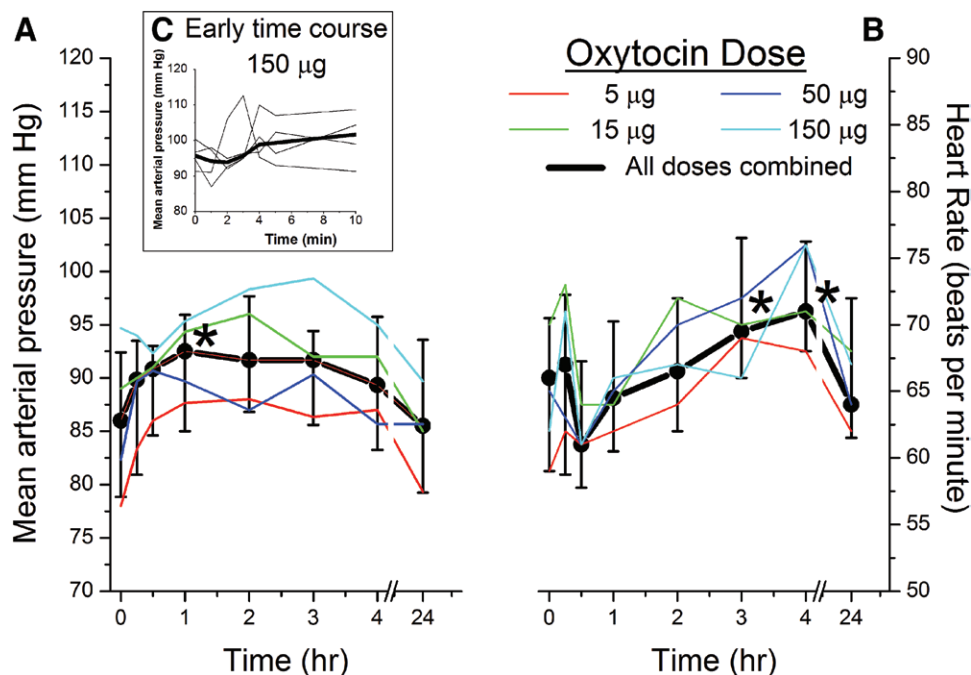 A
Mean arterial pressure (mm Hg)
120
115
110
105
100
95
90
85
80
75
70
0
1
2
3
4
24
Time (hr)
*
C Early time course
150 µg
Mean arterial pressure (mm Hg)
120
110
100
90
80
0
2
4
6
8
10
Time (min)
Oxytocin Dose
5 µg
50 µg
15 µg
150 µg
All doses combined
B
Heart Rate (beats per minute)
90
85
80
75
70
65
60
55
50
* *
0
1
2
3
4
24
Time (hr)